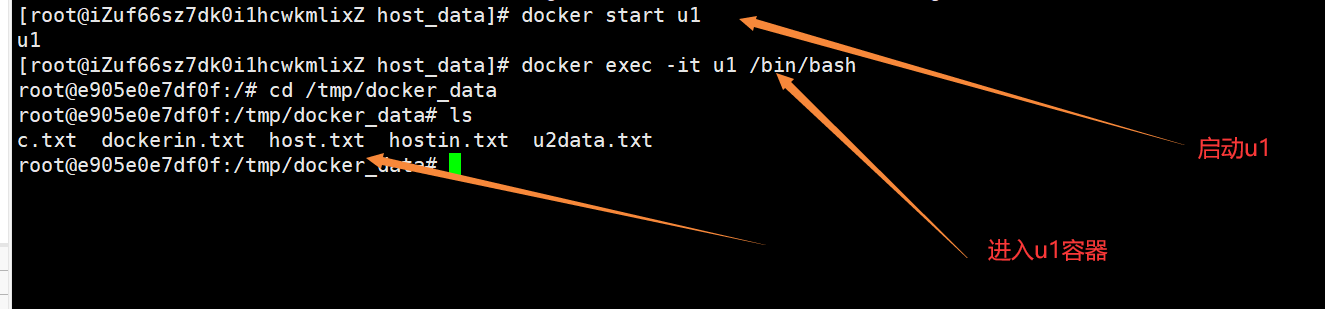 [root@iZuf66sz7dk0i1hcwkmlixZ host_data]# docker start u1
u1
[root@iZuf66sz7dk0i1hcwkmlixZ host_data]# docker exec -it u1 /bin/bash
root@e905e0e7df0f:/# cd /tmp/docker_data
root@e905e0e7df0f:/tmp/docker_data# ls
c.txt  dockerin.txt  host.txt  hostin.txt  u2data.txt
root@e905e0e7df0f:/tmp/docker_data#
启动u1
进入u1容器